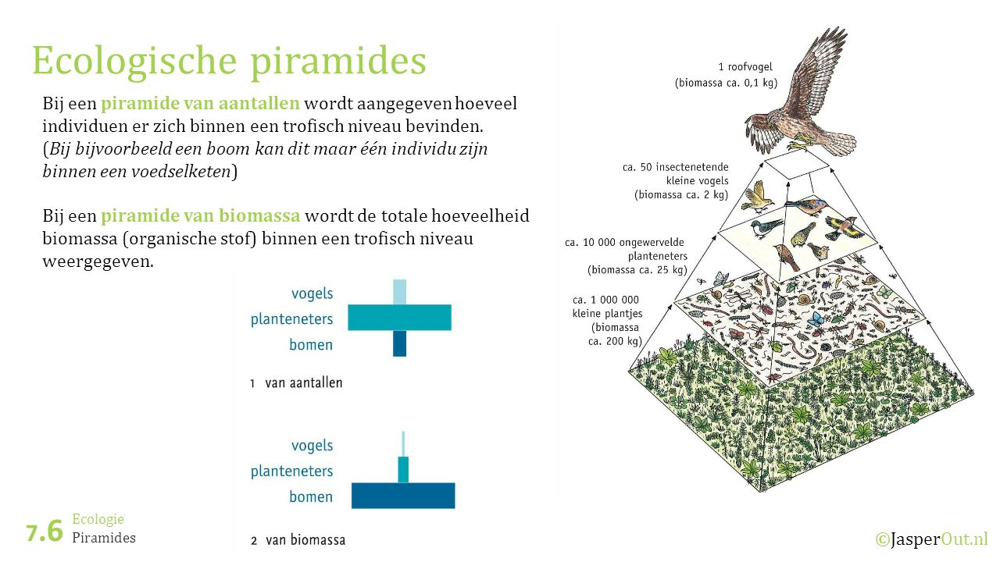 Ecologische piramides
Bij een piramide van aantallen wordt aangegeven hoeveel
individuen er zich binnen een trofisch niveau bevinden.
(Bij bijvoorbeeld een boom kan dit maar één individu zijn
binnen een voedselketen)
Bij een piramide van biomassa wordt de totale hoeveelheid
biomassa (organische stof) binnen een trofisch niveau
weergegeven.
vogels
planteneters
bomen
1 van aantallen
vogels
planteneters
bomen
2 van biomassa
1 roofvogel
(biomassa ca. 0,1 kg)
ca. 50 insectenetende
kleine vogels
(biomassa ca. 2 kg)
ca. 10 000 ongewervelde
planteneters
(biomassa ca. 25 kg)
ca. 1 000 000
kleine plantjes
(biomassa
ca. 200 kg)
7.6
Ecologie
Piramides
©JasperOut.nl